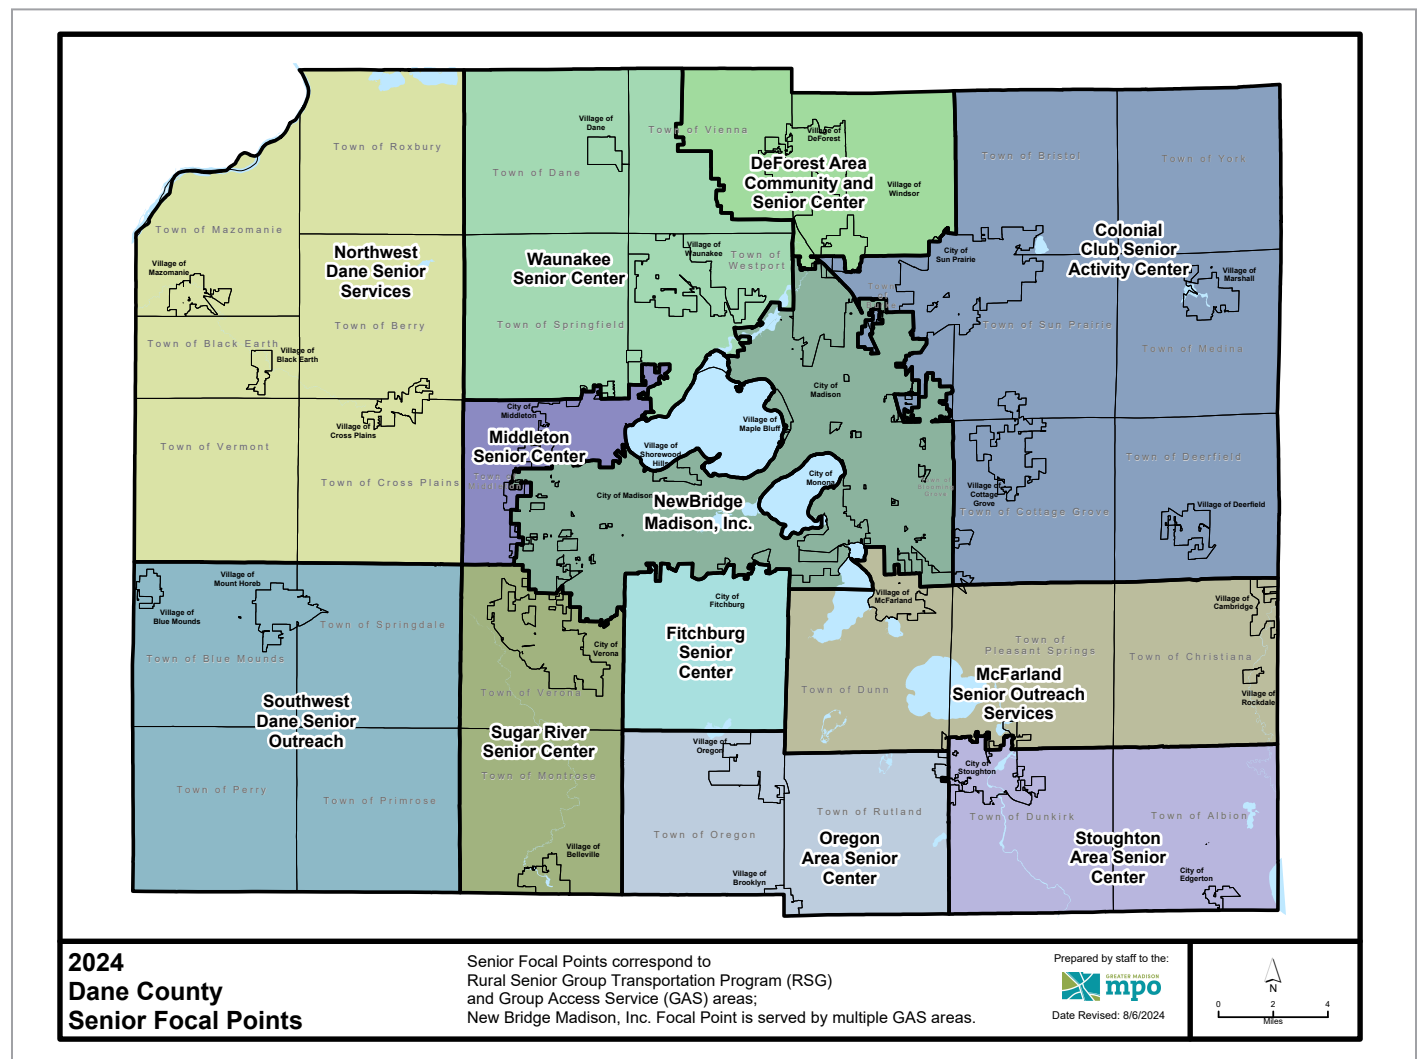 Town of Roxbury
Village of
Dane
Town of Vienna
Village of
DeForest
Town of Bristol
Town of York
Town of Dane
DeForest Area
Community and
Senior Center
Village of
Windsor
Town of Mazomanie
Northwest
Dane Senior
Services
Waunakee
Senior Center
Village of
Waunakee
Town of
Westport
City of
Sun Prairie
Colonial
Club Senior
Activity Center
Village of
Mazomanie
Village of
Marshall
Town
of
Town of Berry
Town of Springfield
Town of Sun Prairie
Town of Black Earth
Village of
Black Earth
Town of Medina
City of
Madison
City of
Middleton
Village of
Cross Plains
Middleton
Senior Center
Village of
Maple Bluff
Town of Vermont
Village of
Shorewood
Hills
Town of Deerfield
Town of Cross Plains
Town of
Middleton
City of
Monona
Town of
Blooming
Grove
Village of
Cottage
Grove
City of Madison
NewBridge
Madison, Inc.
Village of Deerfield
Town of Cottage Grove
Village of
Mount Horeb
Village of
Blue Mounds
City of
Fitchburg
Village of
McFarland
Village of
Cambridge
Town of Springdale
Town of Blue Mounds
City of
Verona
Fitchburg
Senior
Center
Town of
Pleasant Springs
Town of Christiana
Town of Verona
Town of Dunn
McFarland
Senior Outreach
Services
Village of
Rockdale
Southwest
Dane Senior
Outreach
Sugar River
Senior Center
Village of
Oregon
City of
Stoughton
Town of Montrose
Town of Perry
Town of Primrose
Town of Rutland
Town of Dunkirk
Town of Albion
Town of Oregon
Oregon
Area Senior
Center
Stoughton
Area Senior
Center
Village of
Belleville
Village of
Brooklyn
City of
Edgerton
2024
Dane County
Senior Focal Points
Senior Focal Points correspond to
Rural Senior Group Transportation Program (RSG)
and Group Access Service (GAS) areas;
New Bridge Madison, Inc. Focal Point is served by multiple GAS areas.
Prepared by staff to the:
GREATER MADISON
mpo
Date Revised: 8/6/2024
N
0 2 4
Miles